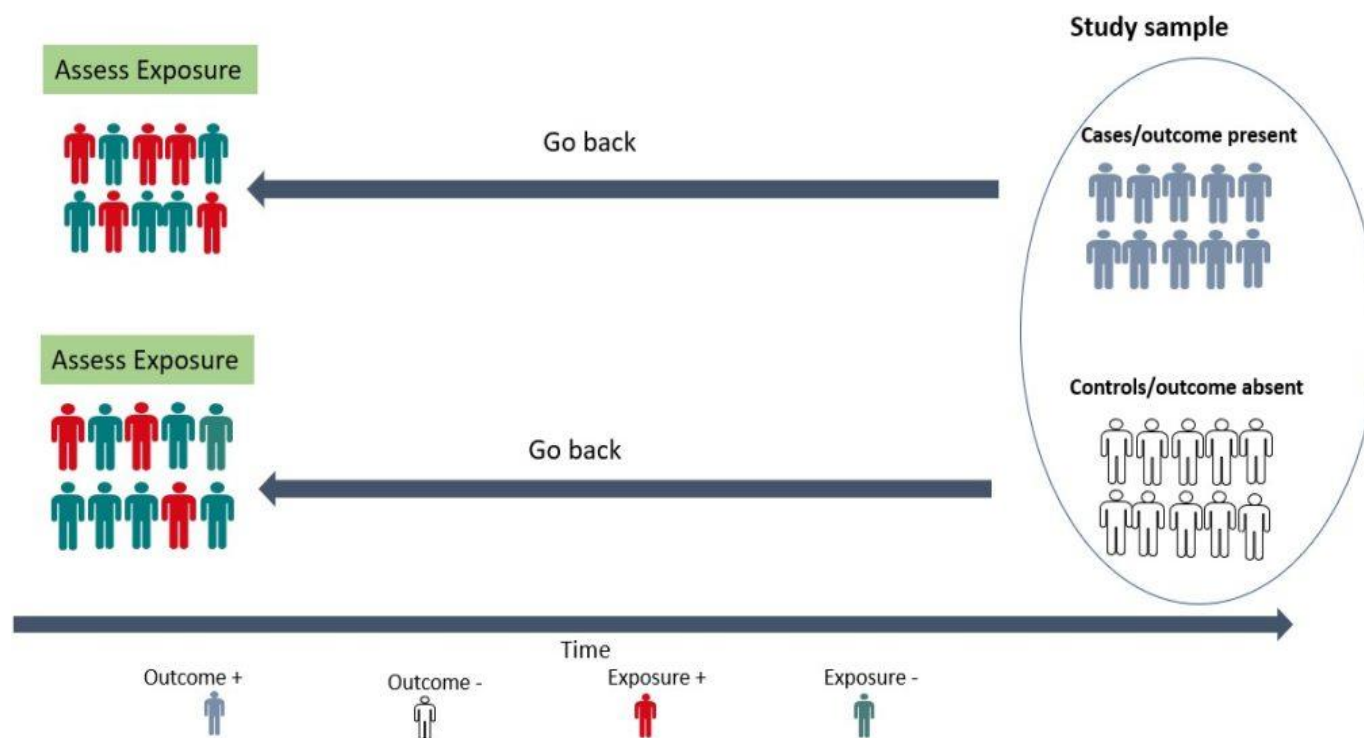 Study sample
Assess Exposure
Go back
Cases/outcome present
Assess Exposure
Controls/outcome absent
Go back
Time
Outcome +
Outcome -
Exposure +
Exposure -